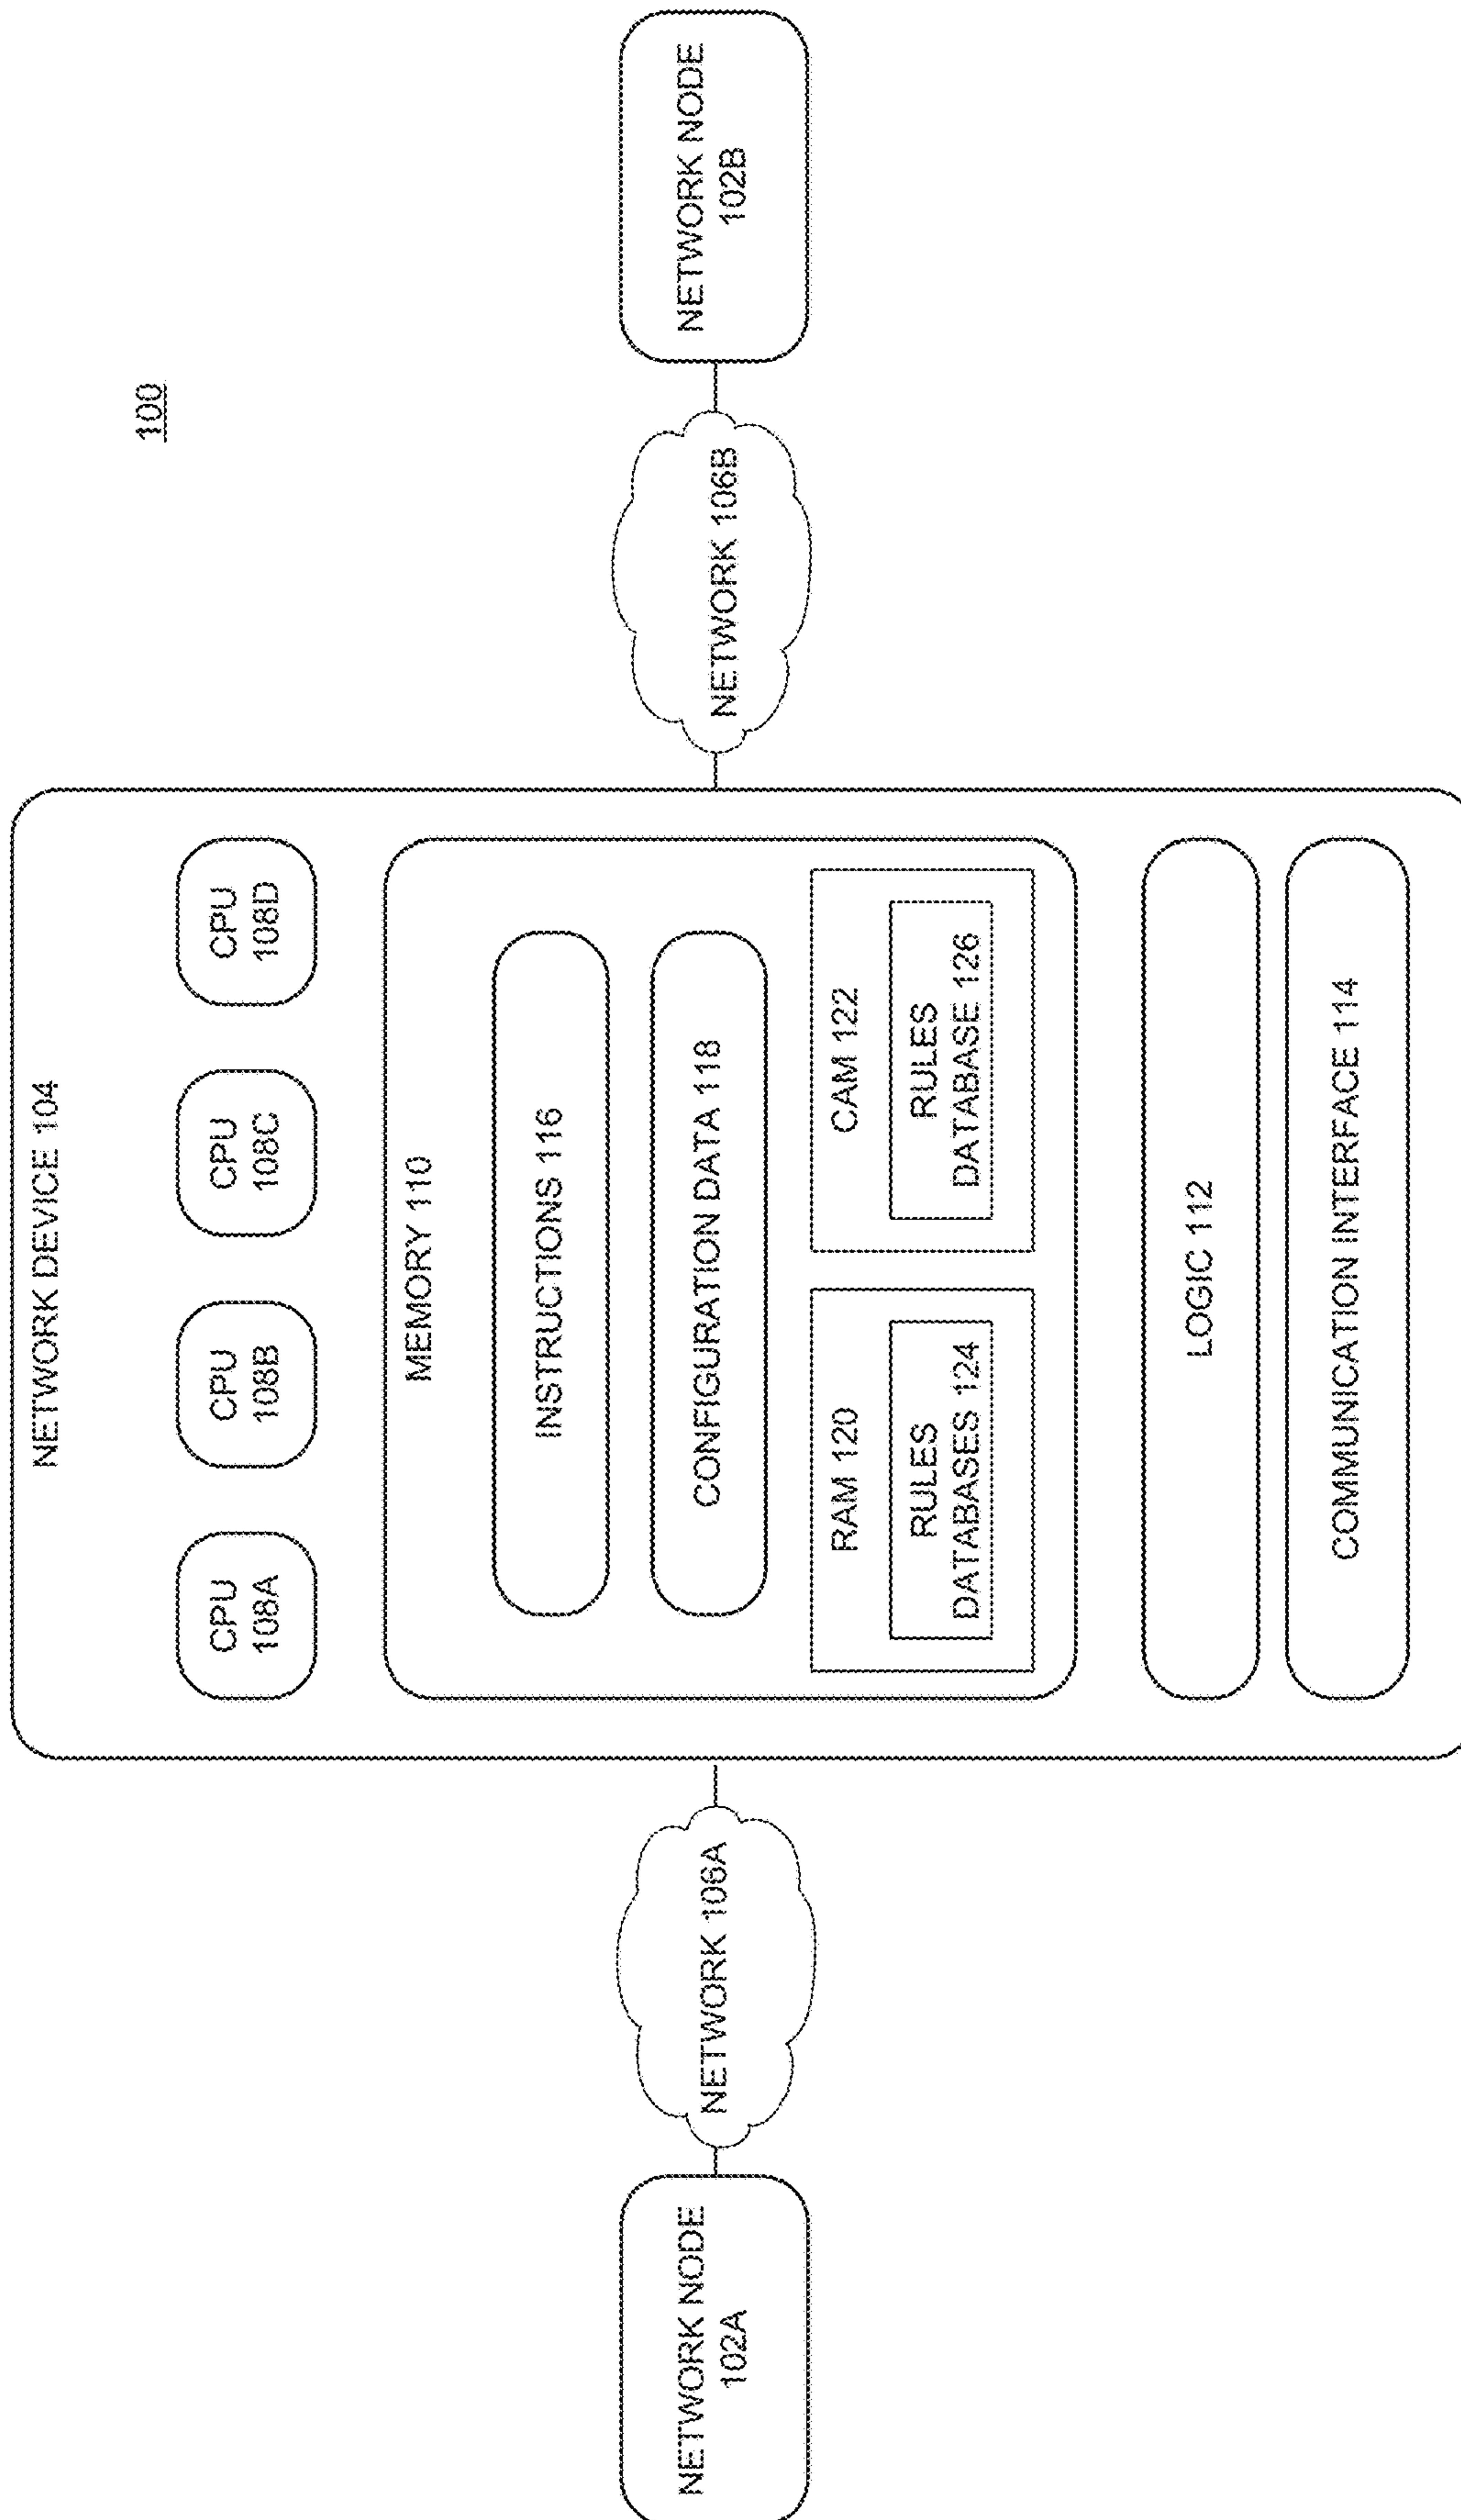 100
NETWORK DEVICE 104
CPU
108A
CPU
108B
CPU
108C
CPU
108D
MEMORY 110
INSTRUCTIONS 116
CONFIGURATION DATA 118
RAM 120
RULES
DATABASES 124
CAM 122
RULES
DATABASE 126
LOGIC 112
COMMUNICATION INTERFACE 114
NETWORK NODE
102A
NETWORK 106A
NETWORK 106B
NETWORK NODE
102B